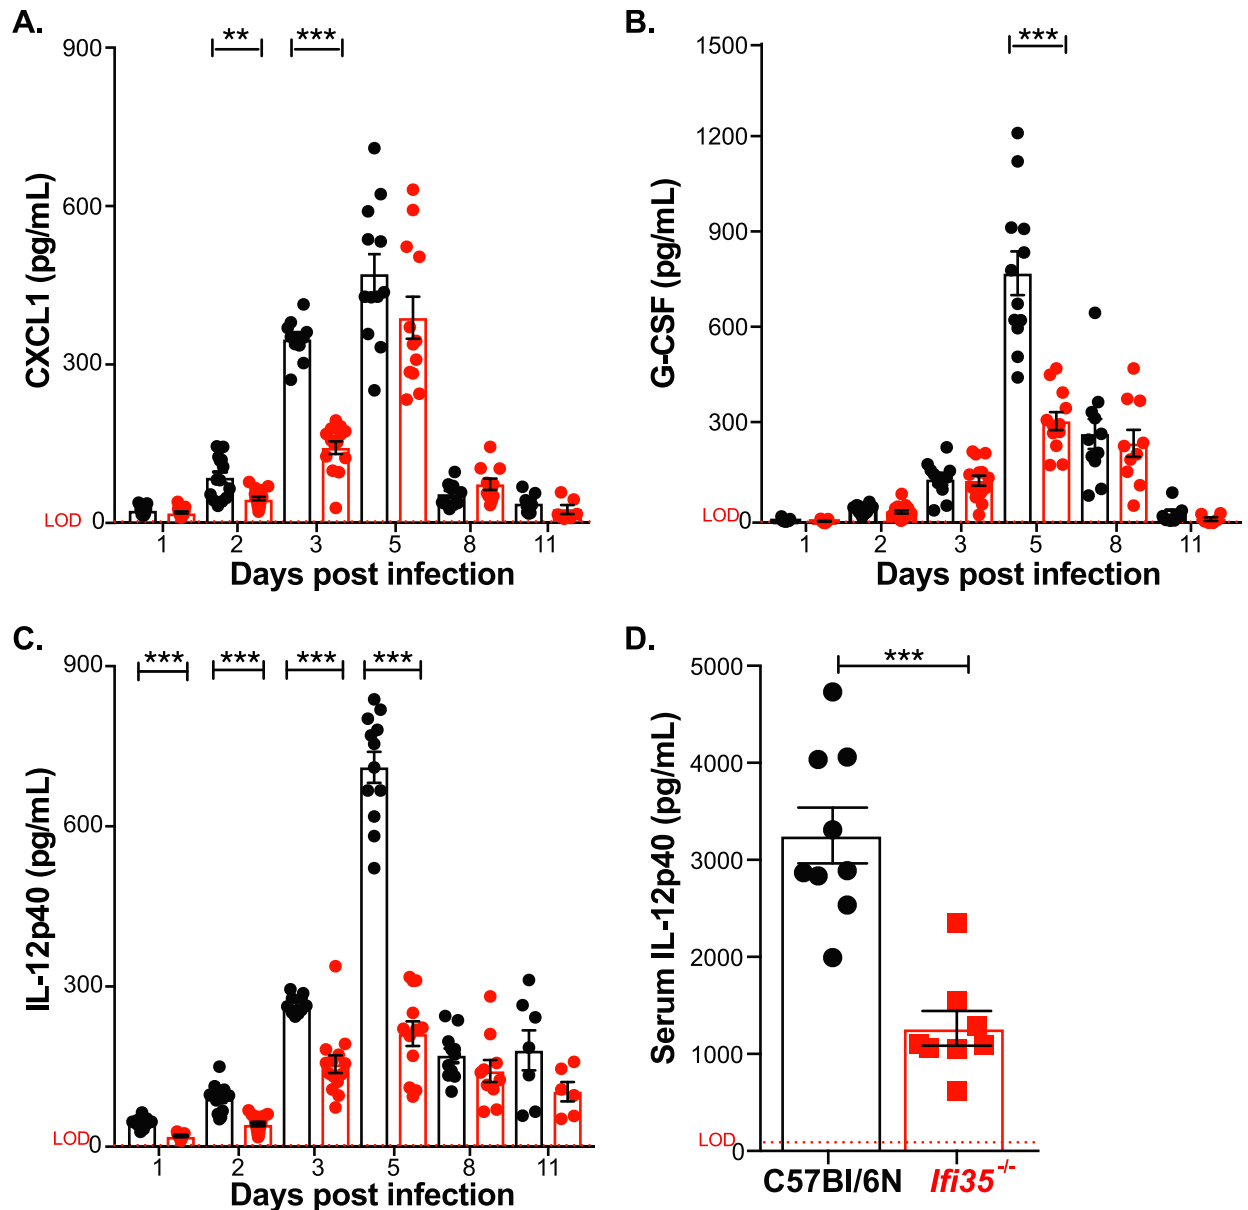 A.
** ***
900
600
300
0
LOD
CXCL1 (pg/mL)
1 2 3 5 8 11
Days post infection
B.
***
1500
1200
900
600
300
0
LOD
G-CSF (pg/mL)
1 2 3 5 8 11
Days post infection
C.
*** *** *** ***
900
600
300
0
LOD
IL-12p40 (pg/mL)
1 2 3 5 8 11
Days post infection
D.
***
5000
4000
3000
2000
1000
0
LOD
Serum IL-12p40 (pg/mL)
C57Bl/6N Ifi35-/-